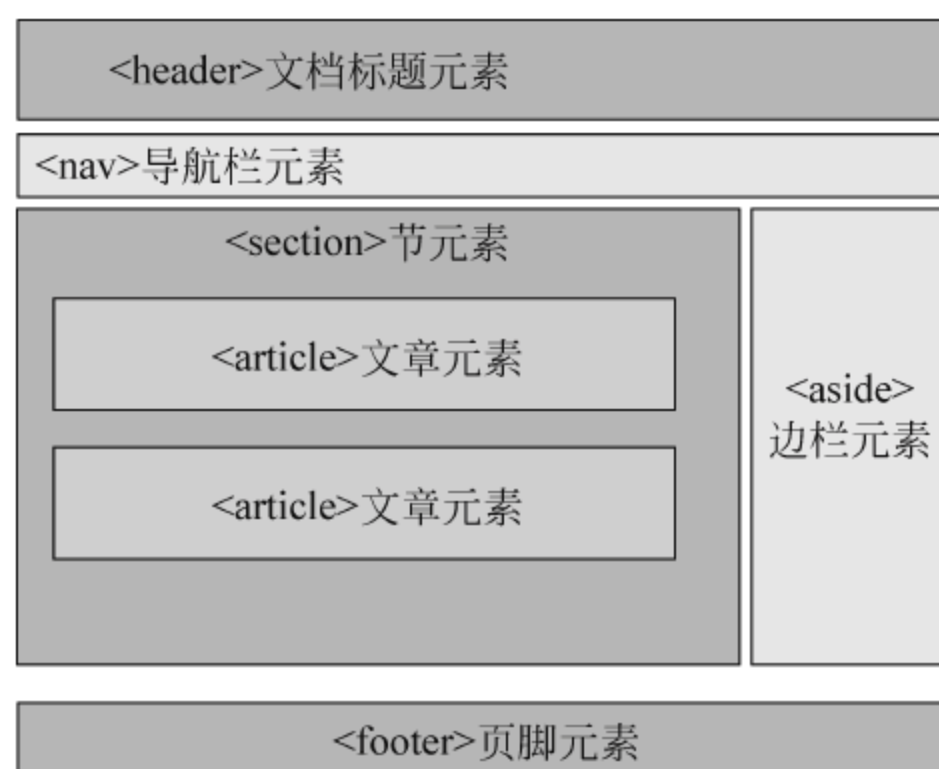 <header>文档标题元素
<nav>导航栏元素
<section>节元素
<article>文章元素
<article>文章元素
<aside>
边栏元素
<footer>页脚元素